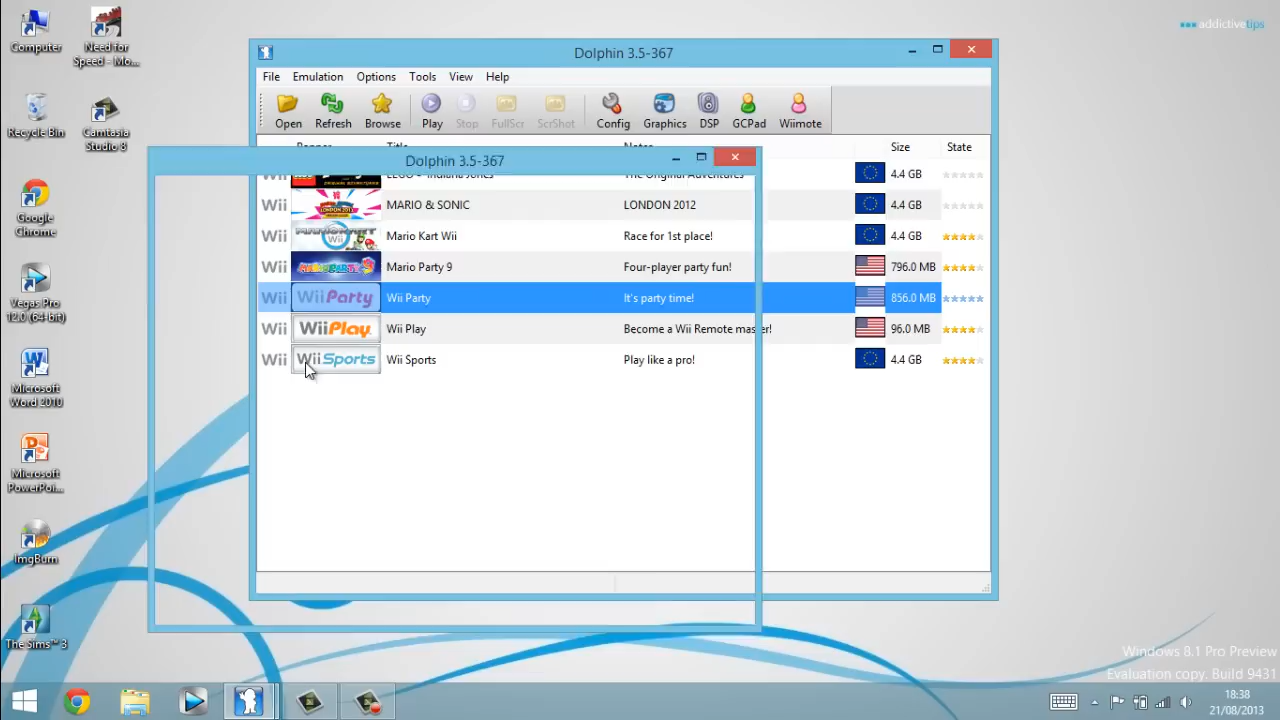 addictivetips
Computer
Need for
Speed - Mo...
Recycle Bin
Camtasia
Studio 8
Google
Chrome
Vegas Pro
12.0 (64-bit)
Microsoft
Word 2010
Microsoft
PowerPoi...
ImgBurn
The Sims™ 3
Dolphin 3.5-367
File Emulation Options Tools View Help
Open Refresh Browse Play Stop FullScr ScrShot Config Graphics DSP GCPad Wiimote
Size State
Dolphin 3.5-367
4.4 GB
Wii MARIO & SONIC LONDON 2012 4.4 GB
Wii Mario Kart Wii Race for 1st place! 4.4 GB
Wii Mario Party 9 Four-player party fun! 796.0 MB
Wii Wii Party Wii Party It's party time! 856.0 MB
Wii Wii Play Wii Play Become a Wii Remote master! 96.0 MB
Wii Wii Sports Wii Sports Play like a pro! 4.4 GB
Windows 8.1 Pro Preview
Evaluation copy. Build 9431
18:38
21/08/2013